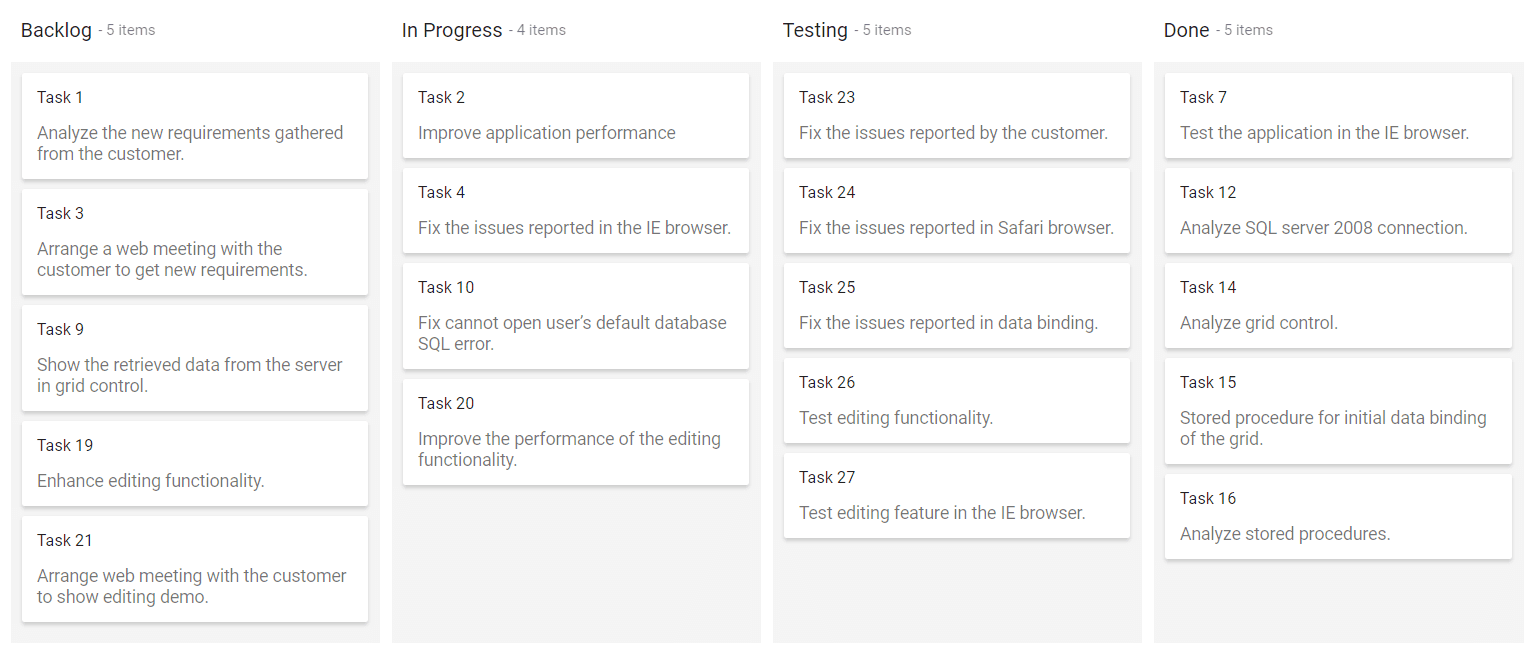 Backlog - 5 items
Task 1
Analyze the new requirements gathered
from the customer.
Task 3
Arrange a web meeting with the
customer to get new requirements.
Task 9
Show the retrieved data from the server
in grid control.
Task 19
Enhance editing functionality.
Task 21
Arrange web meeting with the customer
to show editing demo.
In Progress - 4 items
Task 2
Improve application performance
Task 4
Fix the issues reported in the IE browser.
Task 10
Fix cannot open user’s default database
SQL error.
Task 20
Improve the performance of the editing
functionality.
Testing - 5 items
Task 23
Fix the issues reported by the customer.
Task 24
Fix the issues reported in Safari browser.
Task 25
Fix the issues reported in data binding.
Task 26
Test editing functionality.
Task 27
Test editing feature in the IE browser.
Done - 5 items
Task 7
Test the application in the IE browser.
Task 12
Analyze SQL server 2008 connection.
Task 14
Analyze grid control.
Task 15
Stored procedure for initial data binding
of the grid.
Task 16
Analyze stored procedures.